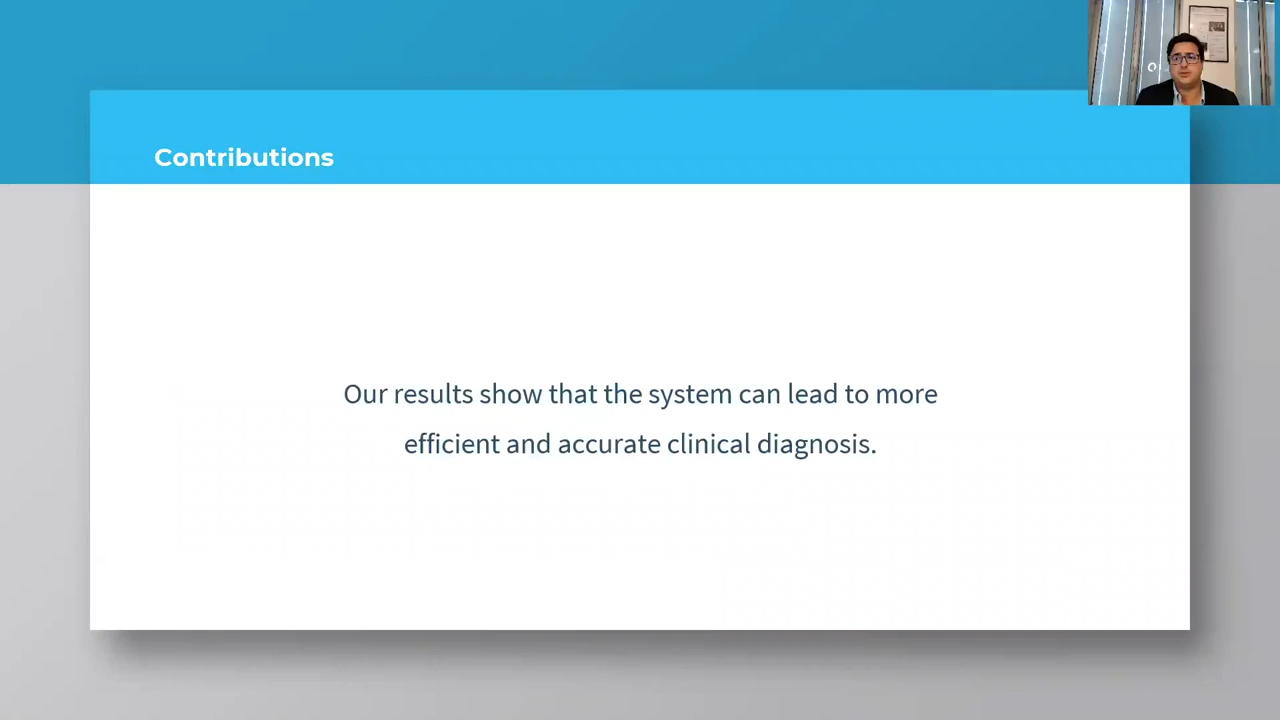 Contributions
Our results show that the system can lead to more
efficient and accurate clinical diagnosis.